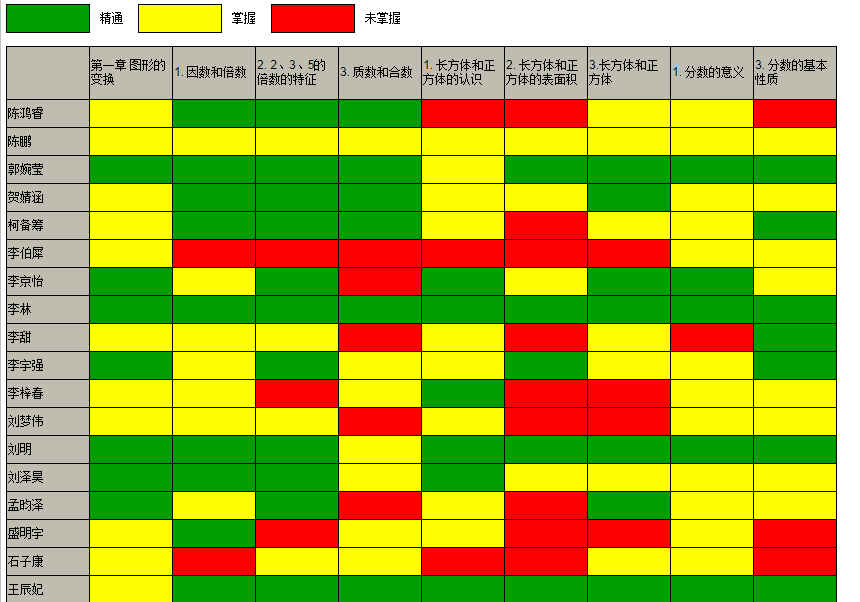 精通 掌握 未掌握
第一章 图形的变换
1. 因数和倍数
2. 2、3、5的倍数的特征
3. 质数和合数
1. 长方体和正方体的认识
2. 长方体和正方体的表面积
3.长方体和正方体
1. 分数的意义
3. 分数的基本性质
陈鸿睿
陈鹏
郭婉莹
贺婧涵
柯备筹
李伯犀
李京怡
李林
李甜
李宇强
李梓春
刘梦伟
刘明
刘泽昊
孟昀泽
盛明宇
石子康
王辰妃